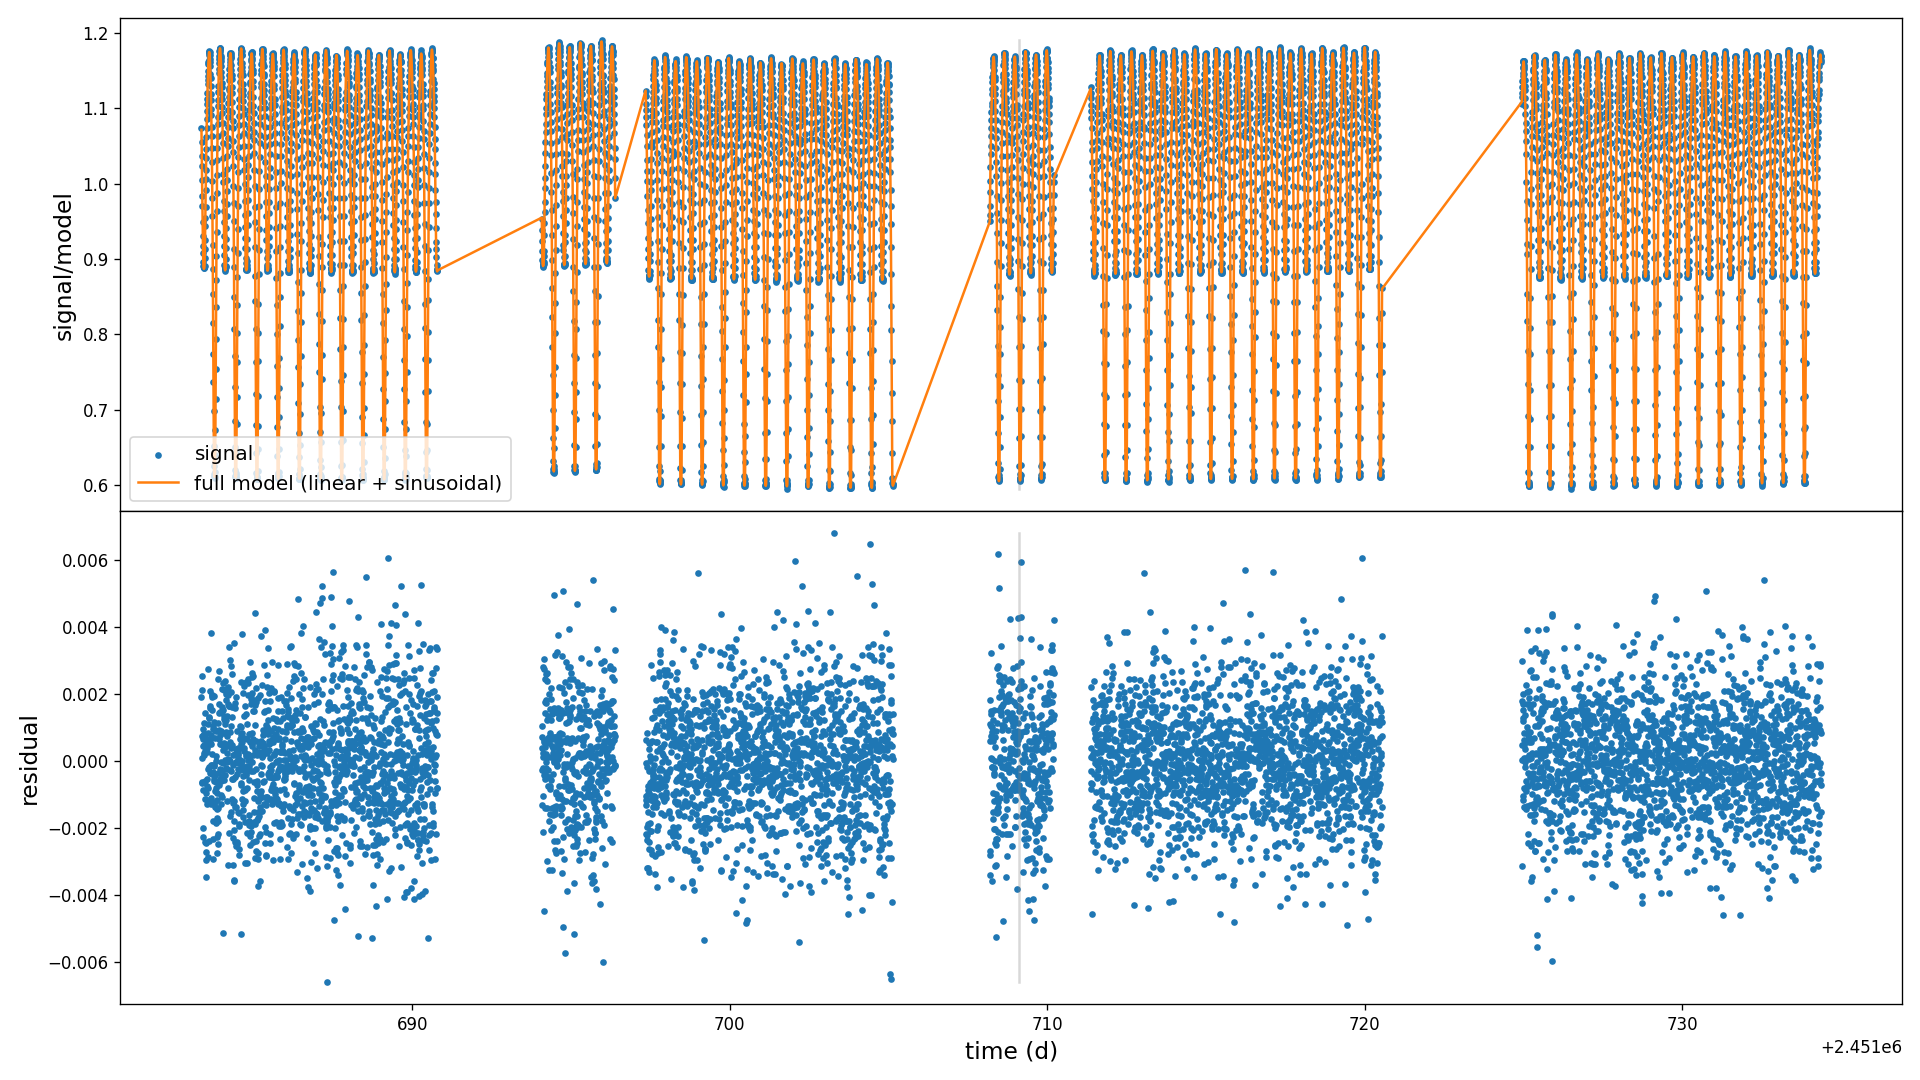 1.2
1.1
1.0
0.9
0.8
0.7
0.6
signal/model
signal
full model (linear + sinusoidal)
0.006
0.004
0.002
0.000
−0.002
−0.004
−0.006
residual
690 700 710 720 730
time (d)
+2.451e6